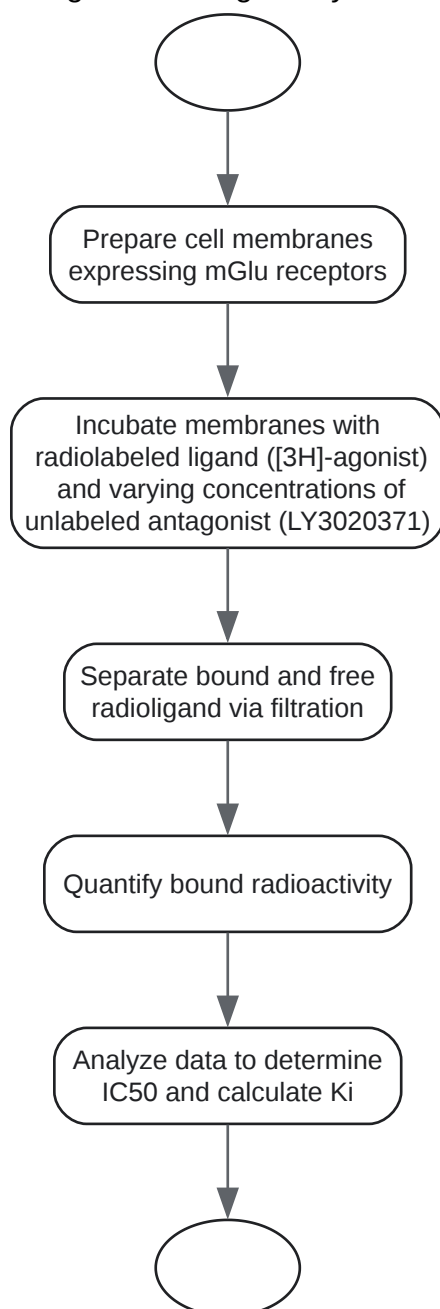 Prepare cell membranes
expressing mGlu receptors
Incubate membranes with
radiolabeled ligand ([3H]-agonist)
and varying concentrations of
unlabeled antagonist (LY3020371)
Separate bound and free
radioligand via filtration
Quantify bound radioactivity
Analyze data to determine
IC50 and calculate Ki